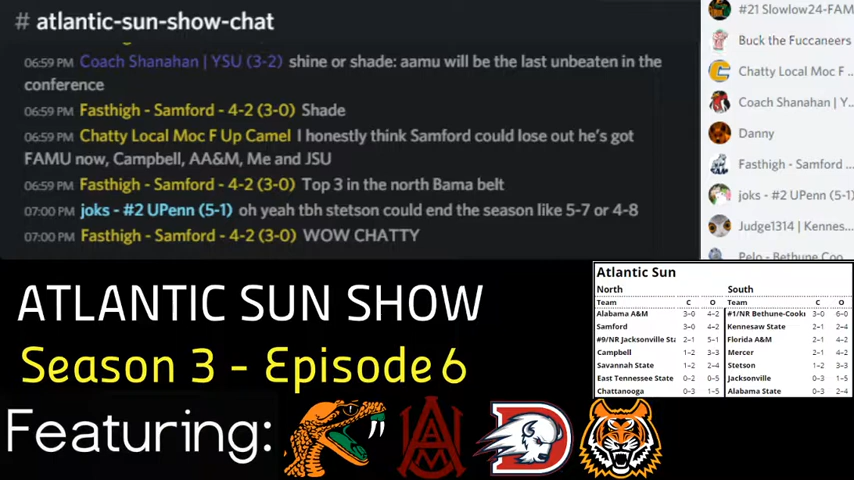 # atlantic-sun-show-chat
06:59 PM Coach Shanahan | YSU (3-2) shine or shade: aamu will be the last unbeaten in the
conference
06:59 PM Fasthigh - Samford - 4-2 (3-0) Shade
06:59 PM Chatty Local Moc F Up Camel I honestly think Samford could lose out he's got
FAMU now, Campbell, AA&M, Me and JSU
06:59 PM Fasthigh - Samford - 4-2 (3-0) Top 3 in the north Bama belt
07:00 PM joks - #2 UPenn (5-1) oh yeah tbh stetson could end the season like 5-7 or 4-8
07:00 PM Fasthigh - Samford - 4-2 (3-0) WOW CHATTY
#21 Slowlow24-FAM
Buck the Fuccaneers
Chatty Local Moc F ..
Coach Shanahan | Y...
Danny
Fasthigh - Samford ...
joks - #2 UPenn (5-1)
Judge1314 | Kennes...
Pelo - Bethune Coo
ATLANTIC SUN SHOW
Season 3 - Episode 6
Featuring:
Atlantic Sun
North South
Team C O Team C O
Alabama A&M 3-0 4-2 #1/NR Bethune-Cooki 3-0 6-0
Samford 3-0 4-2 Kennesaw State 2-1 2-4
#9/NR Jacksonville Sta 2-1 5-1 Florida A&M 2-1 4-2
Campbell 1-2 3-3 Mercer 2-1 4-2
Savannah State 1-2 2-4 Stetson 1-2 3-3
East Tennessee State 0-2 0-5 Jacksonville 0-3 1-5
Chattanooga 0-3 1-5 Alabama State 0-3 2-4